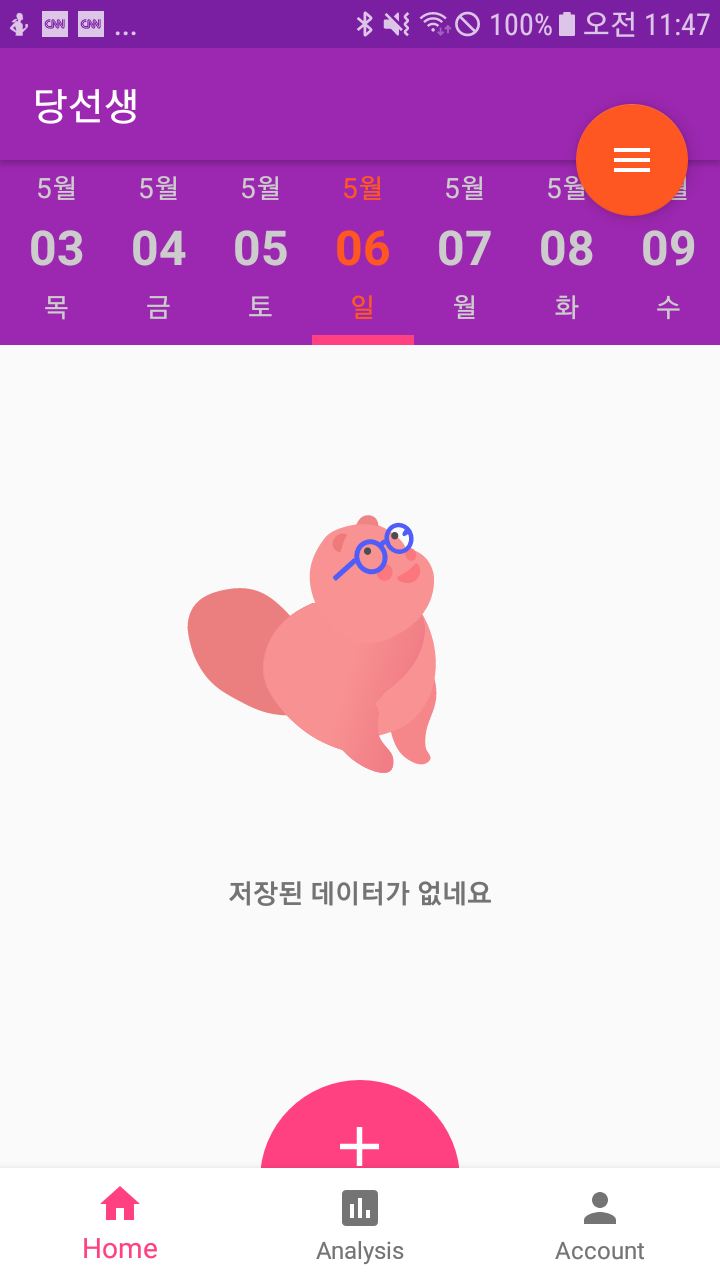 CNN CNN ... 100% 오전 11:47
당선생
5월 5월 5월 5월 5월 5월
03 04 05 06 07 08 09
목 금 토 일 월 화 수
저장된 데이터가 없네요
Home Analysis Account